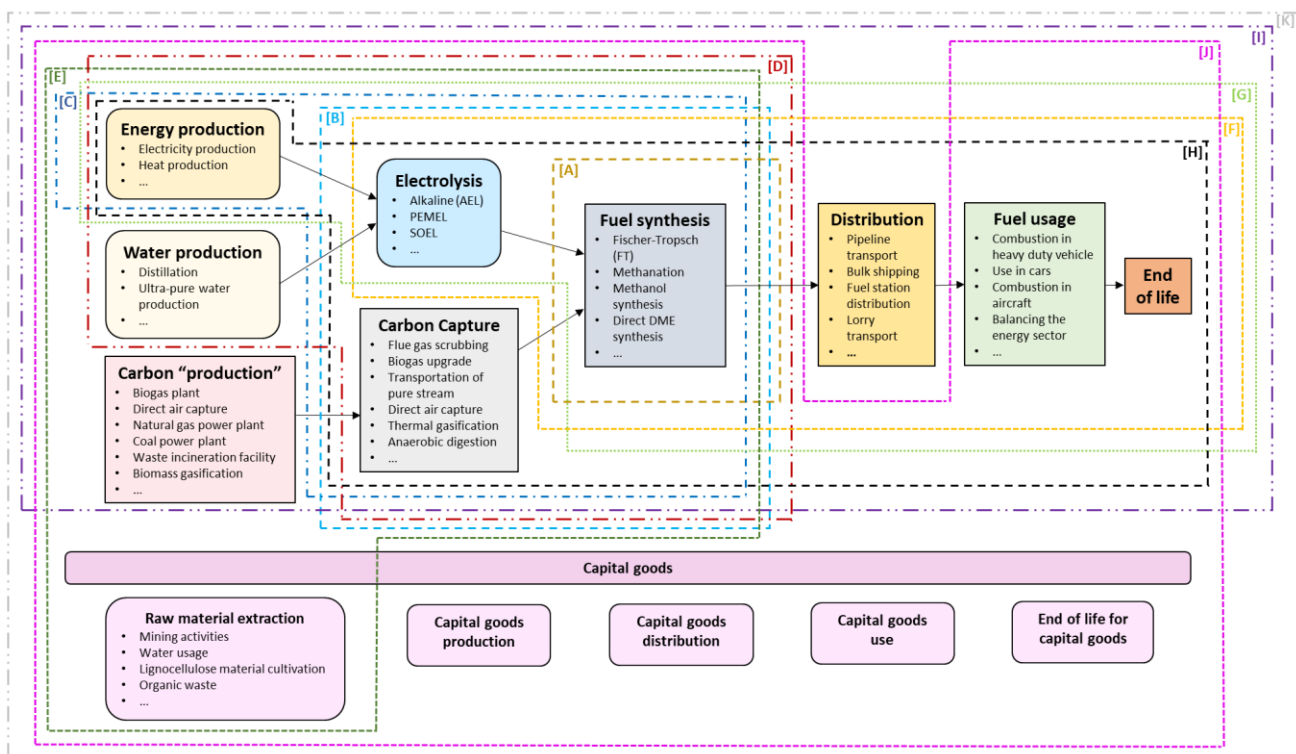 [K]
[I]
[J]
[D]
[E]
[G]
[C]
[B]
[F]
[H]
[A]
Energy production
• Electricity production
• Heat production
• ...
Water production
• Distillation
• Ultra-pure water
production
• ...
Carbon “production”
• Biogas plant
• Direct air capture
• Natural gas power plant
• Coal power plant
• Waste incineration facility
• Biomass gasification
• ...
Electrolysis
• Alkaline (AEL)
• PEMEL
• SOEL
• ...
Carbon Capture
• Flue gas scrubbing
• Biogas upgrade
• Transportation of
pure stream
• Direct air capture
• Thermal gasification
• Anaerobic digestion
• ...
Fuel synthesis
• Fischer-Tropsch
(FT)
• Methanation
• Methanol
synthesis
• Direct DME
synthesis
• ...
Distribution
• Pipeline
transport
• Bulk shipping
• Fuel station
distribution
• Lorry
transport
• ...
Fuel usage
• Combustion in
heavy duty vehicle
• Use in cars
• Combustion in
aircraft
• Balancing the
energy sector
• ...
End
of life
Capital goods
Raw material extraction
• Mining activities
• Water usage
• Lignocellulose material cultivation
• Organic waste
• ...
Capital goods
production
Capital goods
distribution
Capital goods
use
End of life for
capital goods